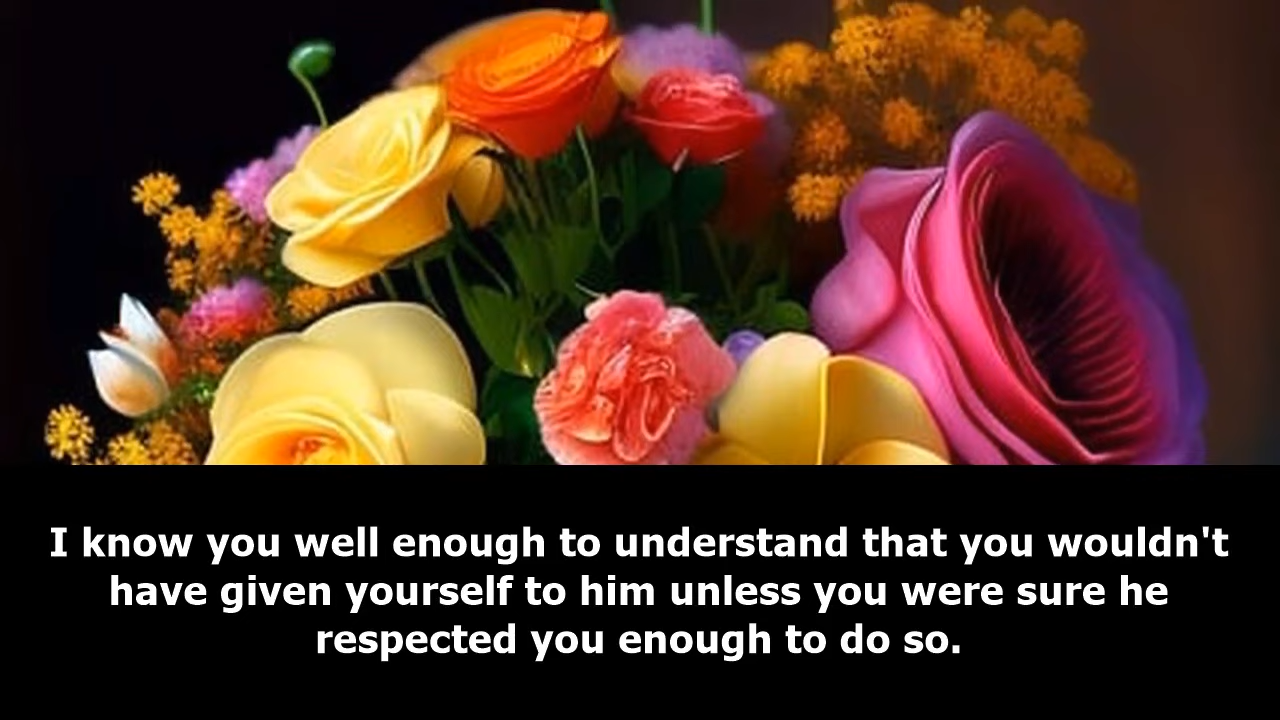 I know you well enough to understand that you wouldn't
have given yourself to him unless you were sure he
respected you enough to do so.